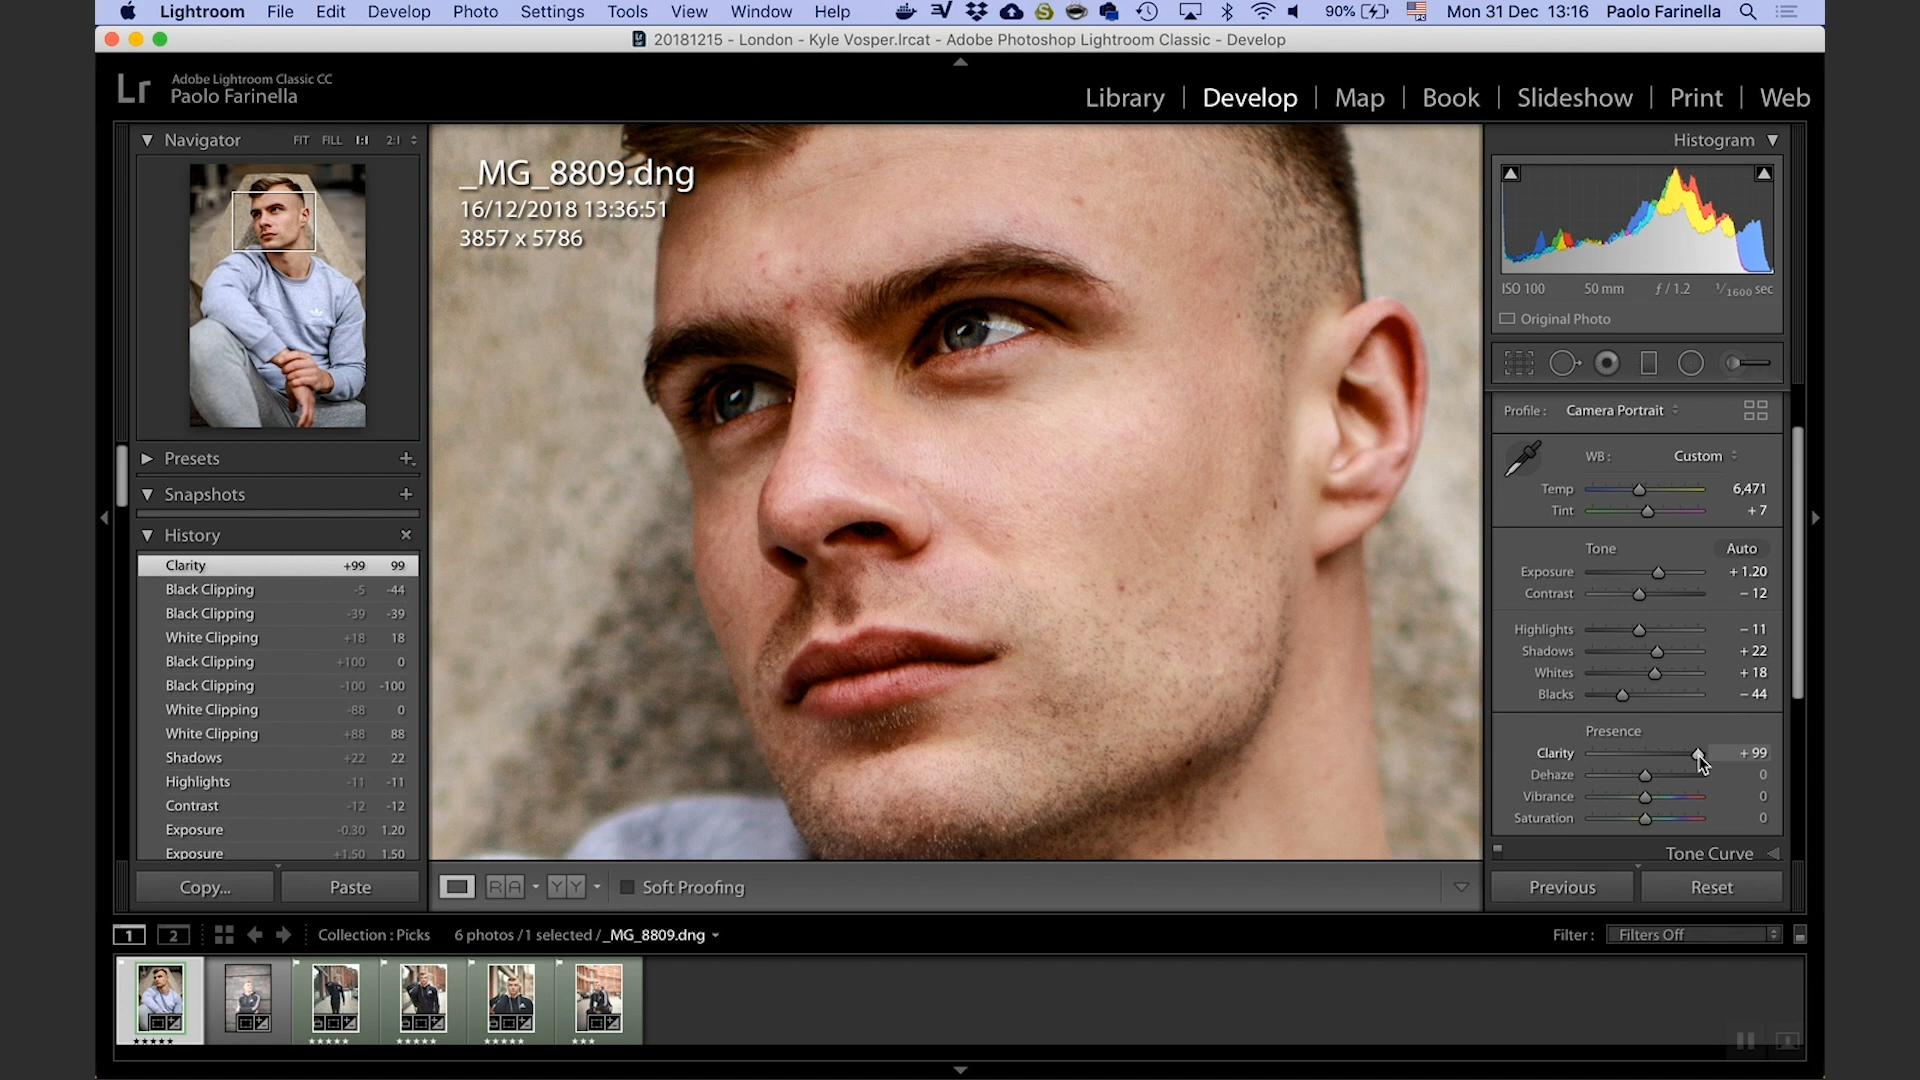 Lightroom File Edit Develop Photo Settings Tools View Window Help 90% Mon 31 Dec 13:16 Paolo Farinella
20181215 - London - Kyle Vosper.lrcat - Adobe Photoshop Lightroom Classic - Develop
Lr
Adobe Lightroom Classic CC
Paolo Farinella
Library | Develop | Map | Book | Slideshow | Print | Web
Navigator FIT FILL 1:1 2:1
Presets
Snapshots
History
Clarity +99 99
Black Clipping -5 -44
Black Clipping -39 -39
White Clipping +18 18
Black Clipping +100 0
Black Clipping -100 -100
White Clipping -88 0
White Clipping +88 88
Shadows +22 22
Highlights -11 -11
Contrast -12 -12
Exposure -0.30 1.20
Exposure +1.50 1.50
Copy... Paste
_MG_8809.dng
16/12/2018 13:36:51
3857 x 5786
RA YY Soft Proofing
Histogram
ISO 100 50 mm ƒ / 1.2 1/1600 sec
Original Photo
Profile : Camera Portrait
WB : Custom
Temp 6,471
Tint + 7
Tone Auto
Exposure + 1.20
Contrast – 12
Highlights – 11
Shadows + 22
Whites + 18
Blacks – 44
Presence
Clarity + 99
Dehaze 0
Vibrance 0
Saturation 0
Tone Curve
Previous Reset
1 2 Collection : Picks 6 photos / 1 selected / _MG_8809.dng Filter : Filters Off